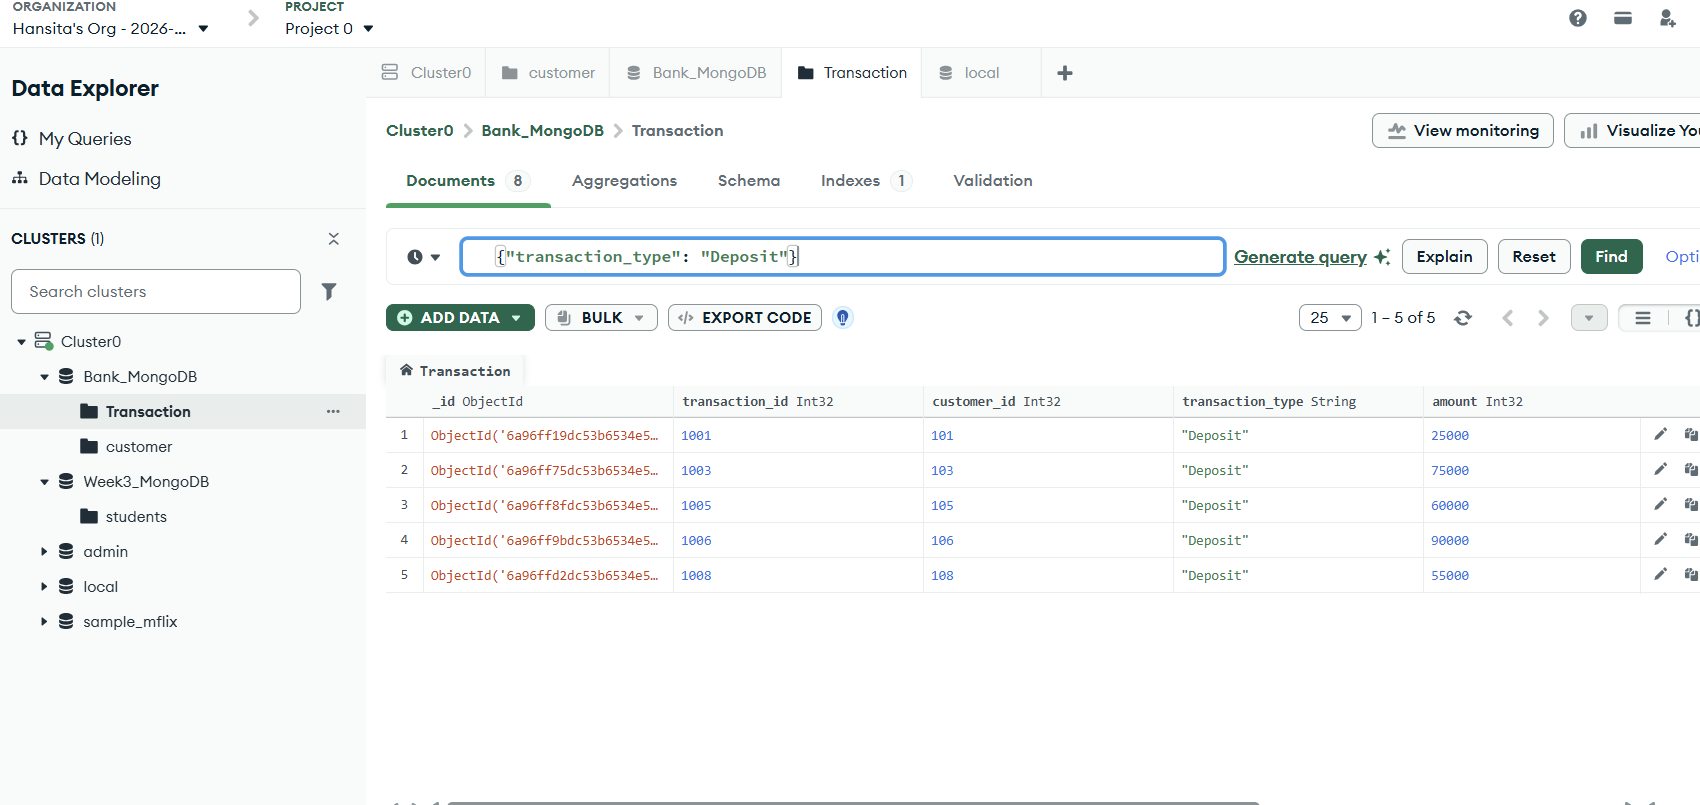 ORGANIZATION
Hansita's Org - 2026-...
PROJECT
Project 0
Data Explorer
My Queries
Data Modeling
CLUSTERS (1)
Search clusters
Cluster0
Bank_MongoDB
Transaction
customer
Week3_MongoDB
students
admin
local
sample_mflix
Cluster0 customer Bank_MongoDB Transaction local
Cluster0 > Bank_MongoDB > Transaction
View monitoring Visualize You
Documents 8 Aggregations Schema Indexes 1 Validation
{"transaction_type": "Deposit"}
Generate query Explain Reset Find Opti
ADD DATA BULK EXPORT CODE
25 1 – 5 of 5
Transaction
_id ObjectId transaction_id Int32 customer_id Int32 transaction_type String amount Int32
1 ObjectId('6a96ff19dc53b6534e5… 1001 101 "Deposit" 25000
2 ObjectId('6a96ff75dc53b6534e5… 1003 103 "Deposit" 75000
3 ObjectId('6a96ff8fdc53b6534e5… 1005 105 "Deposit" 60000
4 ObjectId('6a96ff9bdc53b6534e5… 1006 106 "Deposit" 90000
5 ObjectId('6a96ffd2dc53b6534e5… 1008 108 "Deposit" 55000